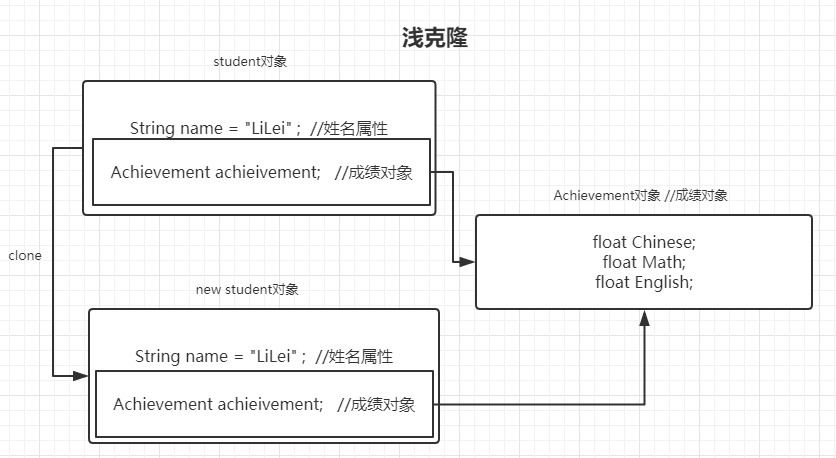 浅克隆
student对象
String name = "LiLei" ;  //姓名属性
Achievement achieivement;   //成绩对象
Achievement对象 //成绩对象
float Chinese;
float Math;
float English;
clone
new student对象
String name = "LiLei" ;  //姓名属性
Achievement achieivement;   //成绩对象